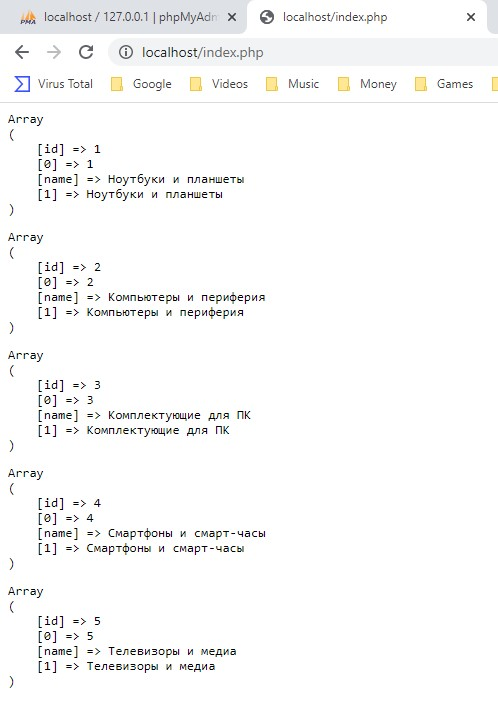 localhost / 127.0.0.1 | phpMyAdm
localhost/index.php
localhost/index.php
Virus Total
Google
Videos
Music
Money
Games
Array
(
[id] => 1
[0] => 1
[name] => Ноутбуки и планшеты
[1] => Ноутбуки и планшеты
)
Array
(
[id] => 2
[0] => 2
[name] => Компьютеры и периферия
[1] => Компьютеры и периферия
)
Array
(
[id] => 3
[0] => 3
[name] => Комплектующие для ПК
[1] => Комплектующие для ПК
)
Array
(
[id] => 4
[0] => 4
[name] => Смартфоны и смарт-часы
[1] => Смартфоны и смарт-часы
)
Array
(
[id] => 5
[0] => 5
[name] => Телевизоры и медиа
[1] => Телевизоры и медиа
)